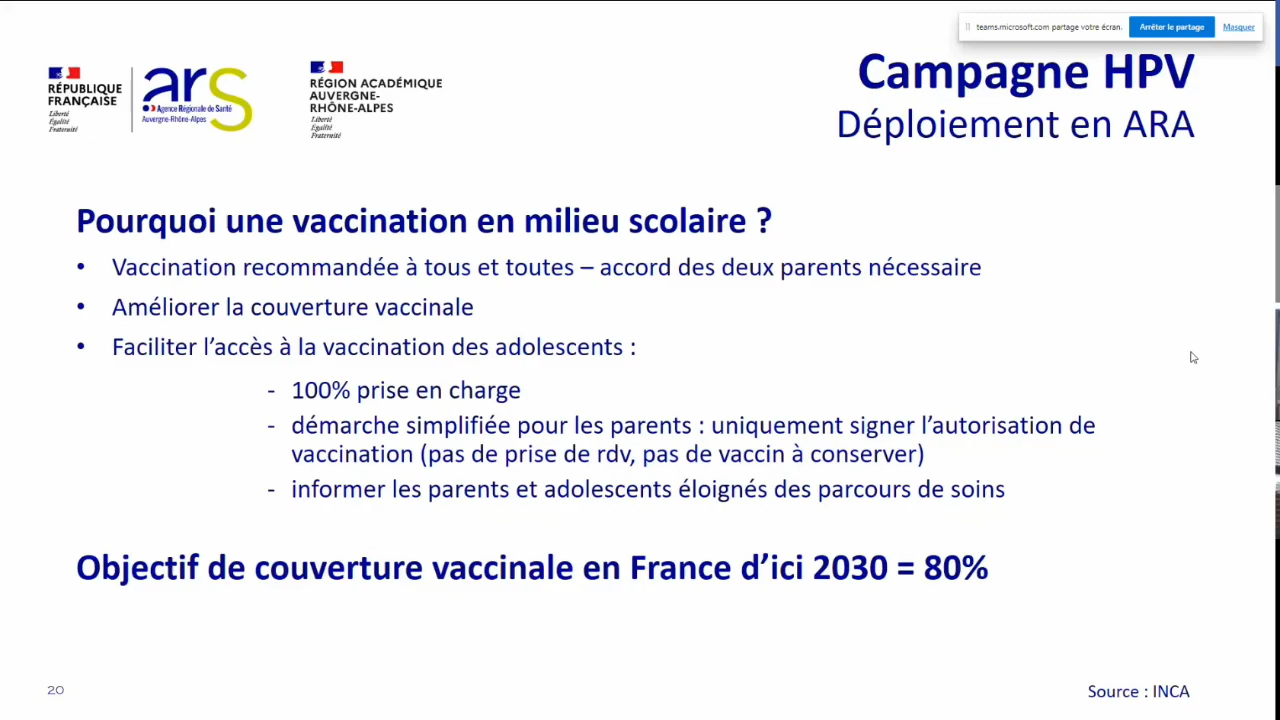 teams.microsoft.com partage votre écran.
Arrêter le partage
Masquer
RÉPUBLIQUE
FRANÇAISE
Liberté
Égalité
Fraternité
ars
Agence Régionale de Santé
Auvergne-Rhône-Alpes
RÉGION ACADÉMIQUE
AUVERGNE-
RHÔNE-ALPES
Liberté
Égalité
Fraternité
Campagne HPV
Déploiement en ARA
Pourquoi une vaccination en milieu scolaire ?
• Vaccination recommandée à tous et toutes – accord des deux parents nécessaire
• Améliorer la couverture vaccinale
• Faciliter l’accès à la vaccination des adolescents :
- 100% prise en charge
- démarche simplifiée pour les parents : uniquement signer l’autorisation de
vaccination (pas de prise de rdv, pas de vaccin à conserver)
- informer les parents et adolescents éloignés des parcours de soins
Objectif de couverture vaccinale en France d’ici 2030 = 80%
20
Source : INCA